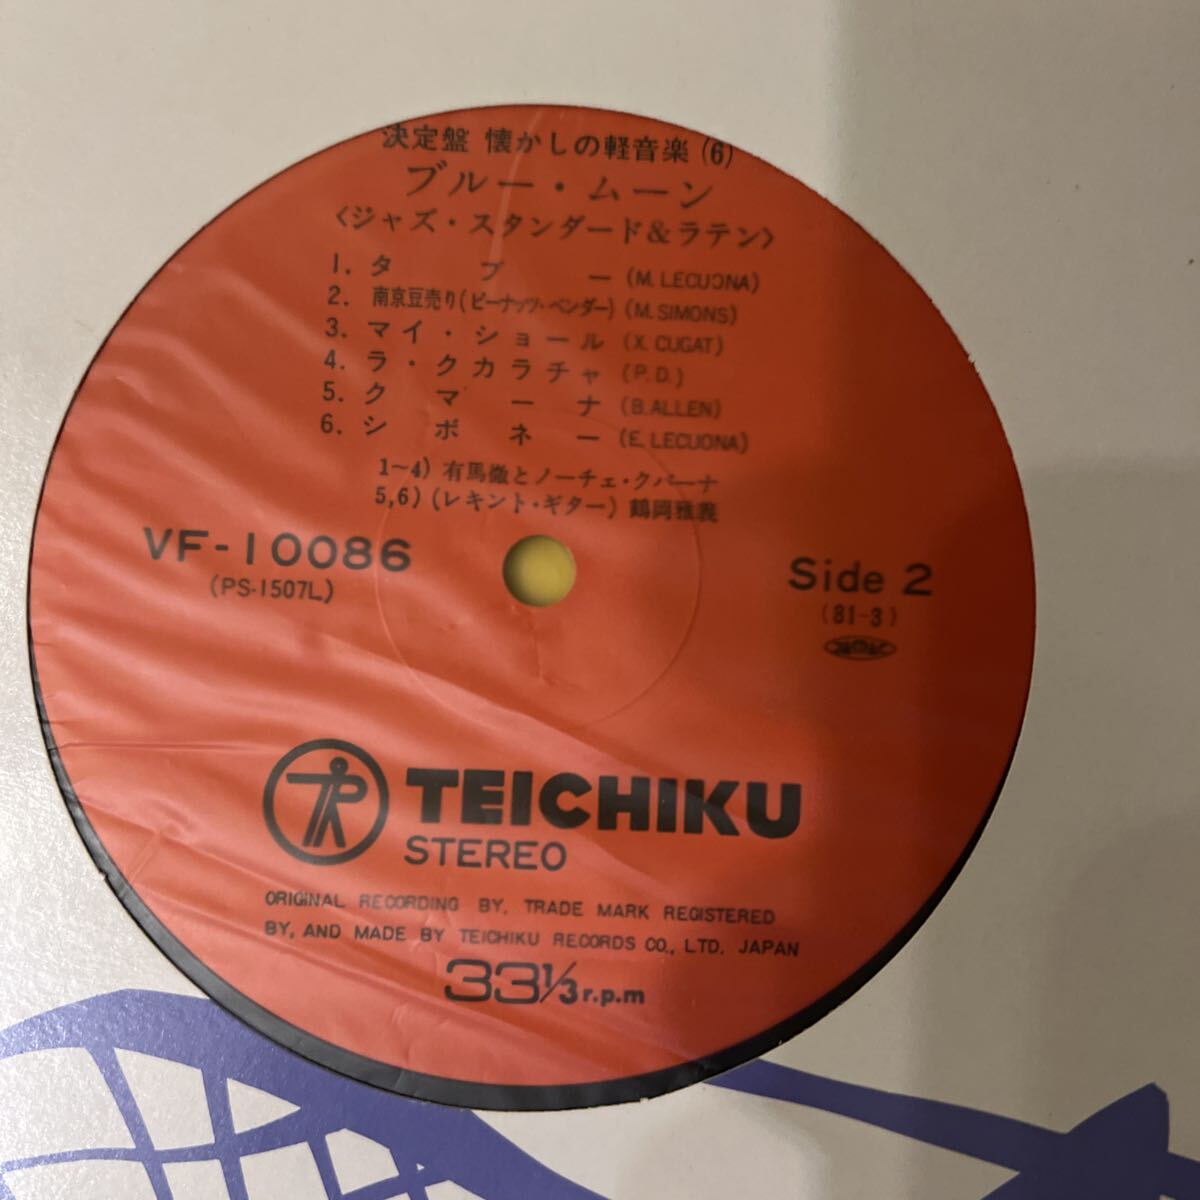 決定盤 懐かしの軽音楽 (6)
ブルー・ムーン
〈ジャズ・スタンダード&ラテン〉
1. タブー (M. LECUONA)
2. 南京豆売り(ピーナッツ・ベンダー) (M. SIMONS)
3. マイ・ショール (X. CUGAT)
4. ラ・クカラチャ (P.D.)
5. クマーナ (B. ALLEN)
6. シボネー (E. LECUONA)
1~4) 有馬徹とノーチェ・クバーナ
5,6) (レキント・ギター) 鶴岡雅義
VF-10086
(PS-1507L)
Side 2
(81-3)
TEICHIKU
STEREO
ORIGINAL RECORDING BY, TRADE MARK REGISTERED
BY, AND MADE BY TEICHIKU RECORDS CO., LTD. JAPAN
33⅓ r.p.m